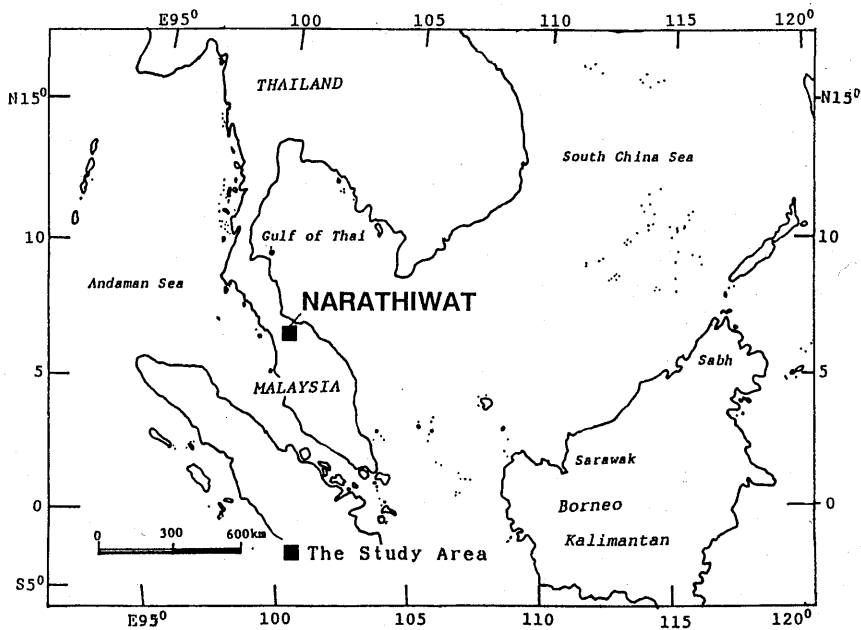 E95⁰ 100 105 110 115 120⁰
THAILAND
N15⁰ N15⁰
South China Sea
Gulf of Thai
10 10
Andaman Sea
NARATHIWAT
Sabh
5 5
MALAYSIA
Sarawak
0 0
Borneo
0 300 600km
Kalimantan
The Study Area
S5⁰
E95⁰ 100 105 110 115 120⁰